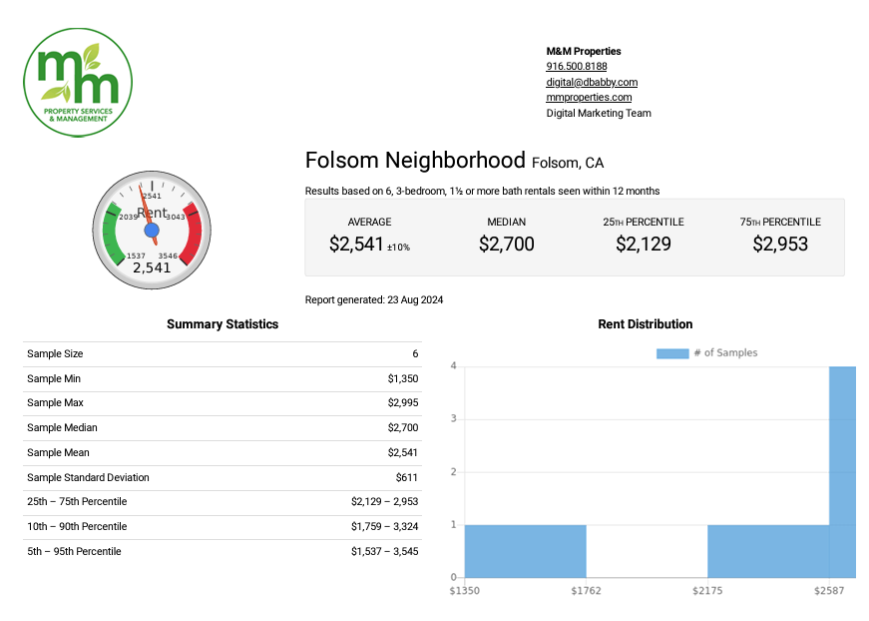 mm
PROPERTY SERVICES
& MANAGEMENT
M&M Properties
916.500.8188
digital@dbabby.com
mmproperties.com
Digital Marketing Team
Folsom Neighborhood Folsom, CA
Results based on 6, 3-bedroom, 1½ or more bath rentals seen within 12 months
AVERAGE MEDIAN 25TH PERCENTILE 75TH PERCENTILE
$2,541 ±10% $2,700 $2,129 $2,953
2541
2039 Rent 3043
1537 3546
2,541
Report generated: 23 Aug 2024
Summary Statistics
Sample Size 6
Sample Min $1,350
Sample Max $2,995
Sample Median $2,700
Sample Mean $2,541
Sample Standard Deviation $611
25th – 75th Percentile $2,129 – 2,953
10th – 90th Percentile $1,759 – 3,324
5th – 95th Percentile $1,537 – 3,545
Rent Distribution
# of Samples
4
3
2
1
0
$1350 $1762 $2175 $2587